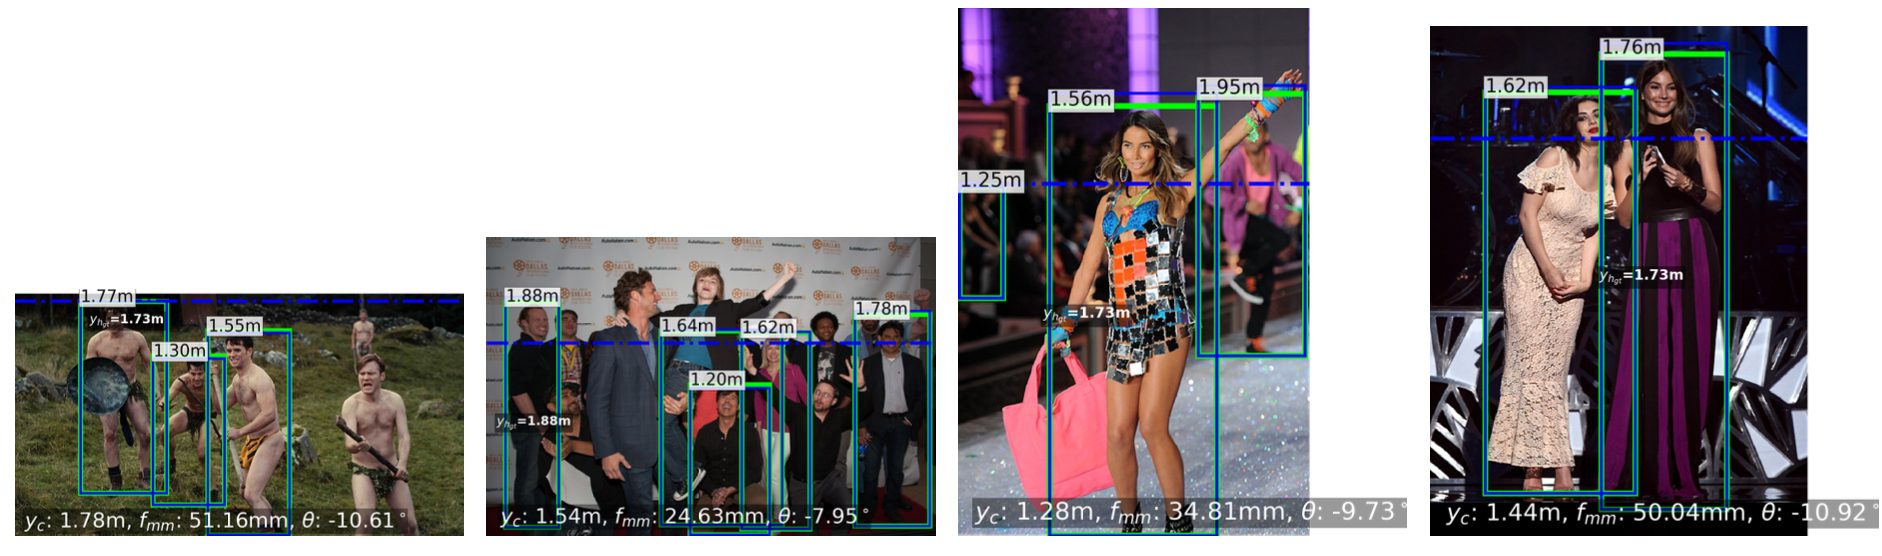 1.77m
y_hgt=1.73m
1.55m
1.30m
y_c: 1.78m, f_mm: 51.16mm, θ: -10.61°
AutoNation.com
DALLAS
1.88m
1.78m
1.64m
1.62m
1.20m
y_hgt=1.88m
y_c: 1.54m, f_mm: 24.63mm, θ: -7.95°
1.95m
1.56m
1.25m
y_hgt=1.73m
y_c: 1.28m, f_mm: 34.81mm, θ: -9.73°
1.76m
1.62m
y_hgt=1.73m
y_c: 1.44m, f_mm: 50.04mm, θ: -10.92°